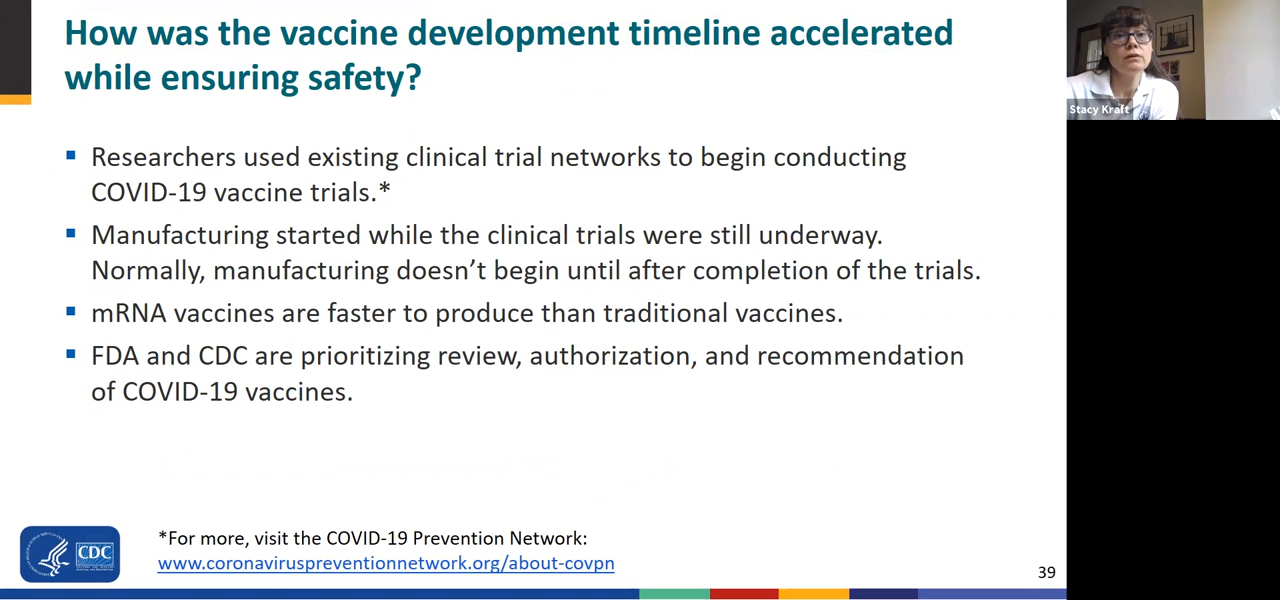 How was the vaccine development timeline accelerated
while ensuring safety?
Stacy Kraft
▪ Researchers used existing clinical trial networks to begin conducting
COVID-19 vaccine trials.*
▪ Manufacturing started while the clinical trials were still underway.
Normally, manufacturing doesn’t begin until after completion of the trials.
▪ mRNA vaccines are faster to produce than traditional vaccines.
▪ FDA and CDC are prioritizing review, authorization, and recommendation
of COVID-19 vaccines.
*For more, visit the COVID-19 Prevention Network:
www.coronaviruspreventionnetwork.org/about-covpn
CDC
39